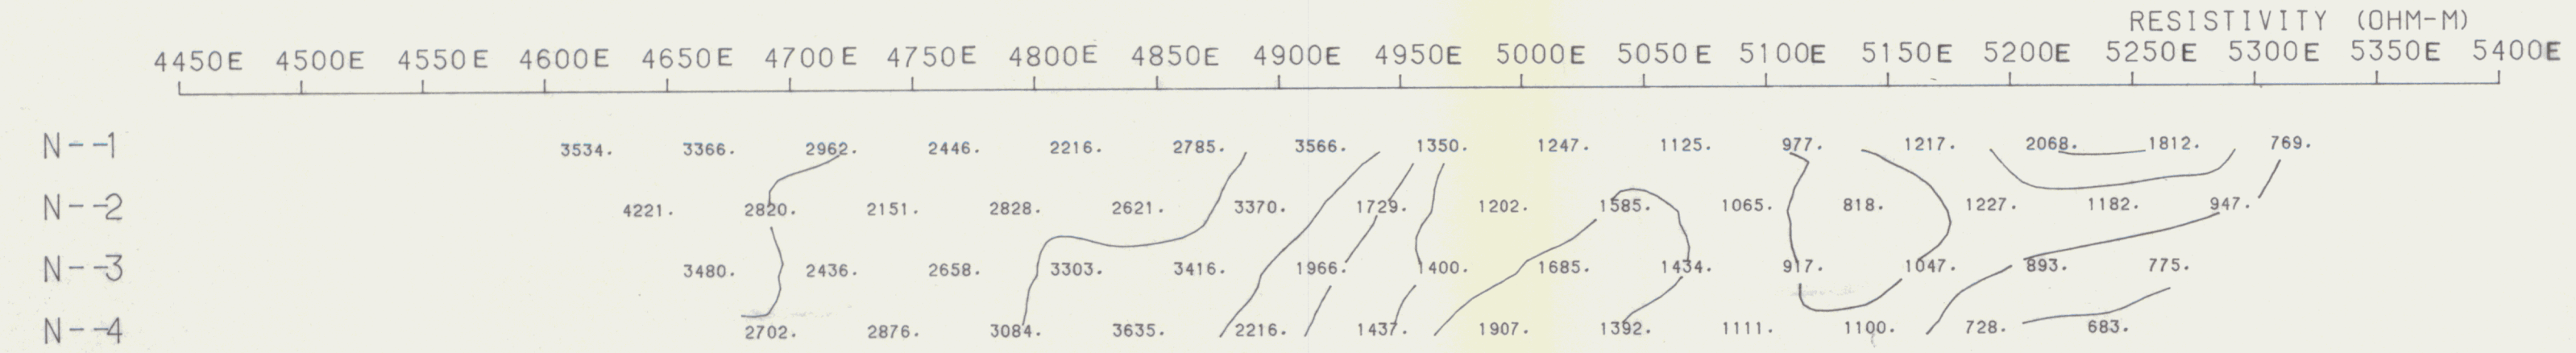 RESISTIVITY (OHM-M)
4450E 4500E 4550E 4600E 4650E 4700E 4750E 4800E 4850E 4900E 4950E 5000E 5050E 5100E 5150E 5200E 5250E 5300E 5350E 5400E
N--1 3534. 3366. 2962. 2446. 2216. 2785. 3566. 1350. 1247. 1125. 977. 1217. 2068. 1812. 769.
N--2 4221. 2820. 2151. 2828. 2621. 3370. 1729. 1202. 1585. 1065. 818. 1227. 1182. 947.
N--3 3480. 2436. 2658. 3303. 3416. 1966. 1400. 1685. 1434. 917. 1047. 893. 775.
N--4 2702. 2876. 3084. 3635. 2216. 1437. 1907. 1392. 1111. 1100. 728. 683.